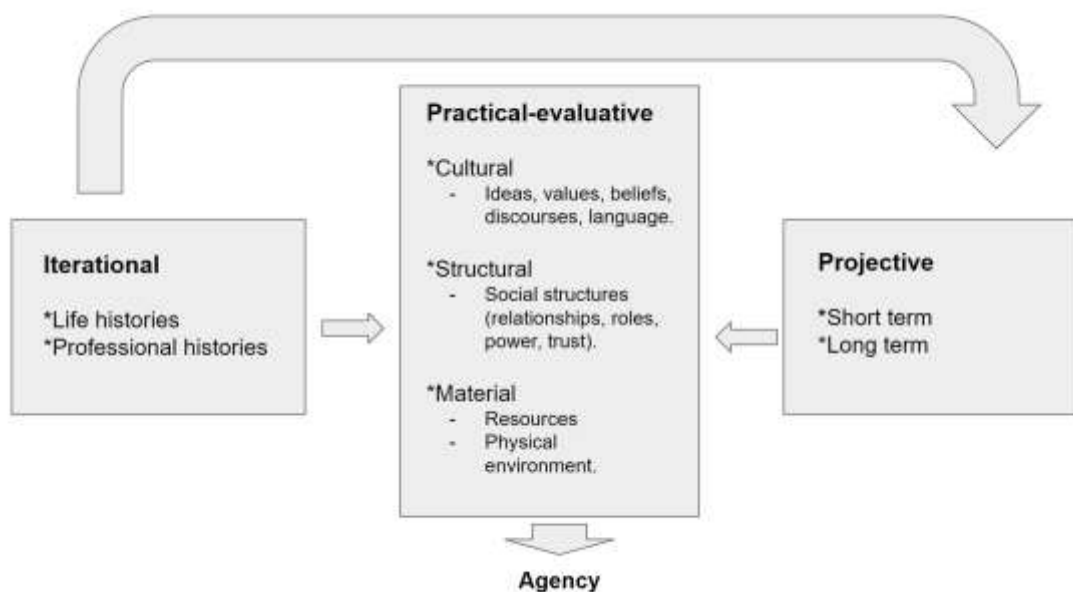 Practical-evaluative
*Cultural
- Ideas, values, beliefs,
discourses, language.
*Structural
- Social structures
(relationships, roles,
power, trust).
*Material
- Resources
- Physical
environment.
Iterational
*Life histories
*Professional histories
Projective
*Short term
*Long term
Agency